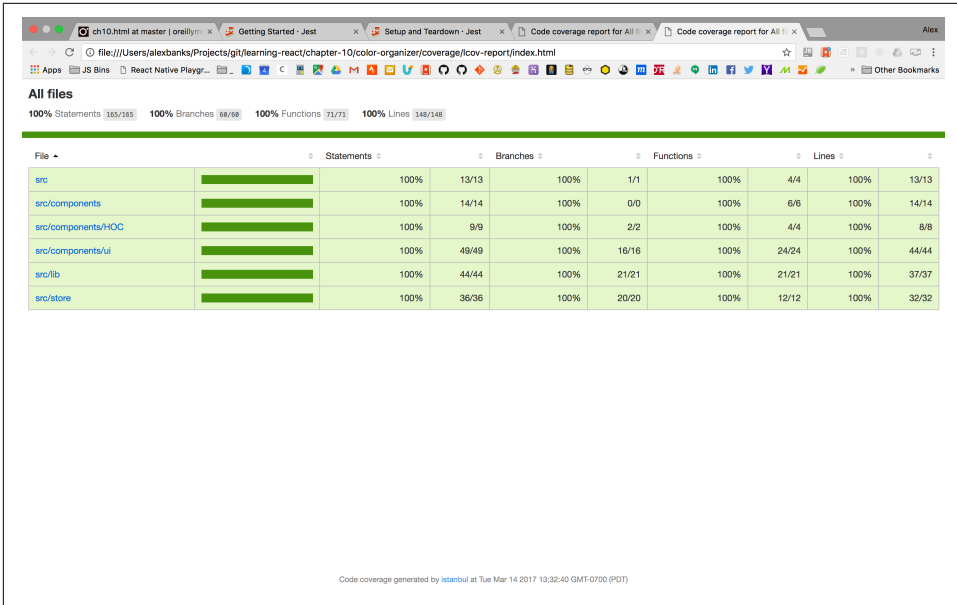 ch10.html at master | oreillym
Getting Started · Jest
Setup and Teardown · Jest
Code coverage report for All fi
Code coverage report for All fi
Alex
file:///Users/alexbanks/Projects/git/learning-react/chapter-10/color-organizer/coverage/lcov-report/index.html
Apps JS Bins React Native Playgr... » Other Bookmarks
All files
100% Statements 165/165 100% Branches 60/60 100% Functions 71/71 100% Lines 148/148
File Statements Branches Functions Lines
src 100% 13/13 100% 1/1 100% 4/4 100% 13/13
src/components 100% 14/14 100% 0/0 100% 6/6 100% 14/14
src/components/HOC 100% 9/9 100% 2/2 100% 4/4 100% 8/8
src/components/ui 100% 49/49 100% 16/16 100% 24/24 100% 44/44
src/lib 100% 44/44 100% 21/21 100% 21/21 100% 37/37
src/store 100% 36/36 100% 20/20 100% 12/12 100% 32/32
Code coverage generated by istanbul at Tue Mar 14 2017 13:32:40 GMT-0700 (PDT)